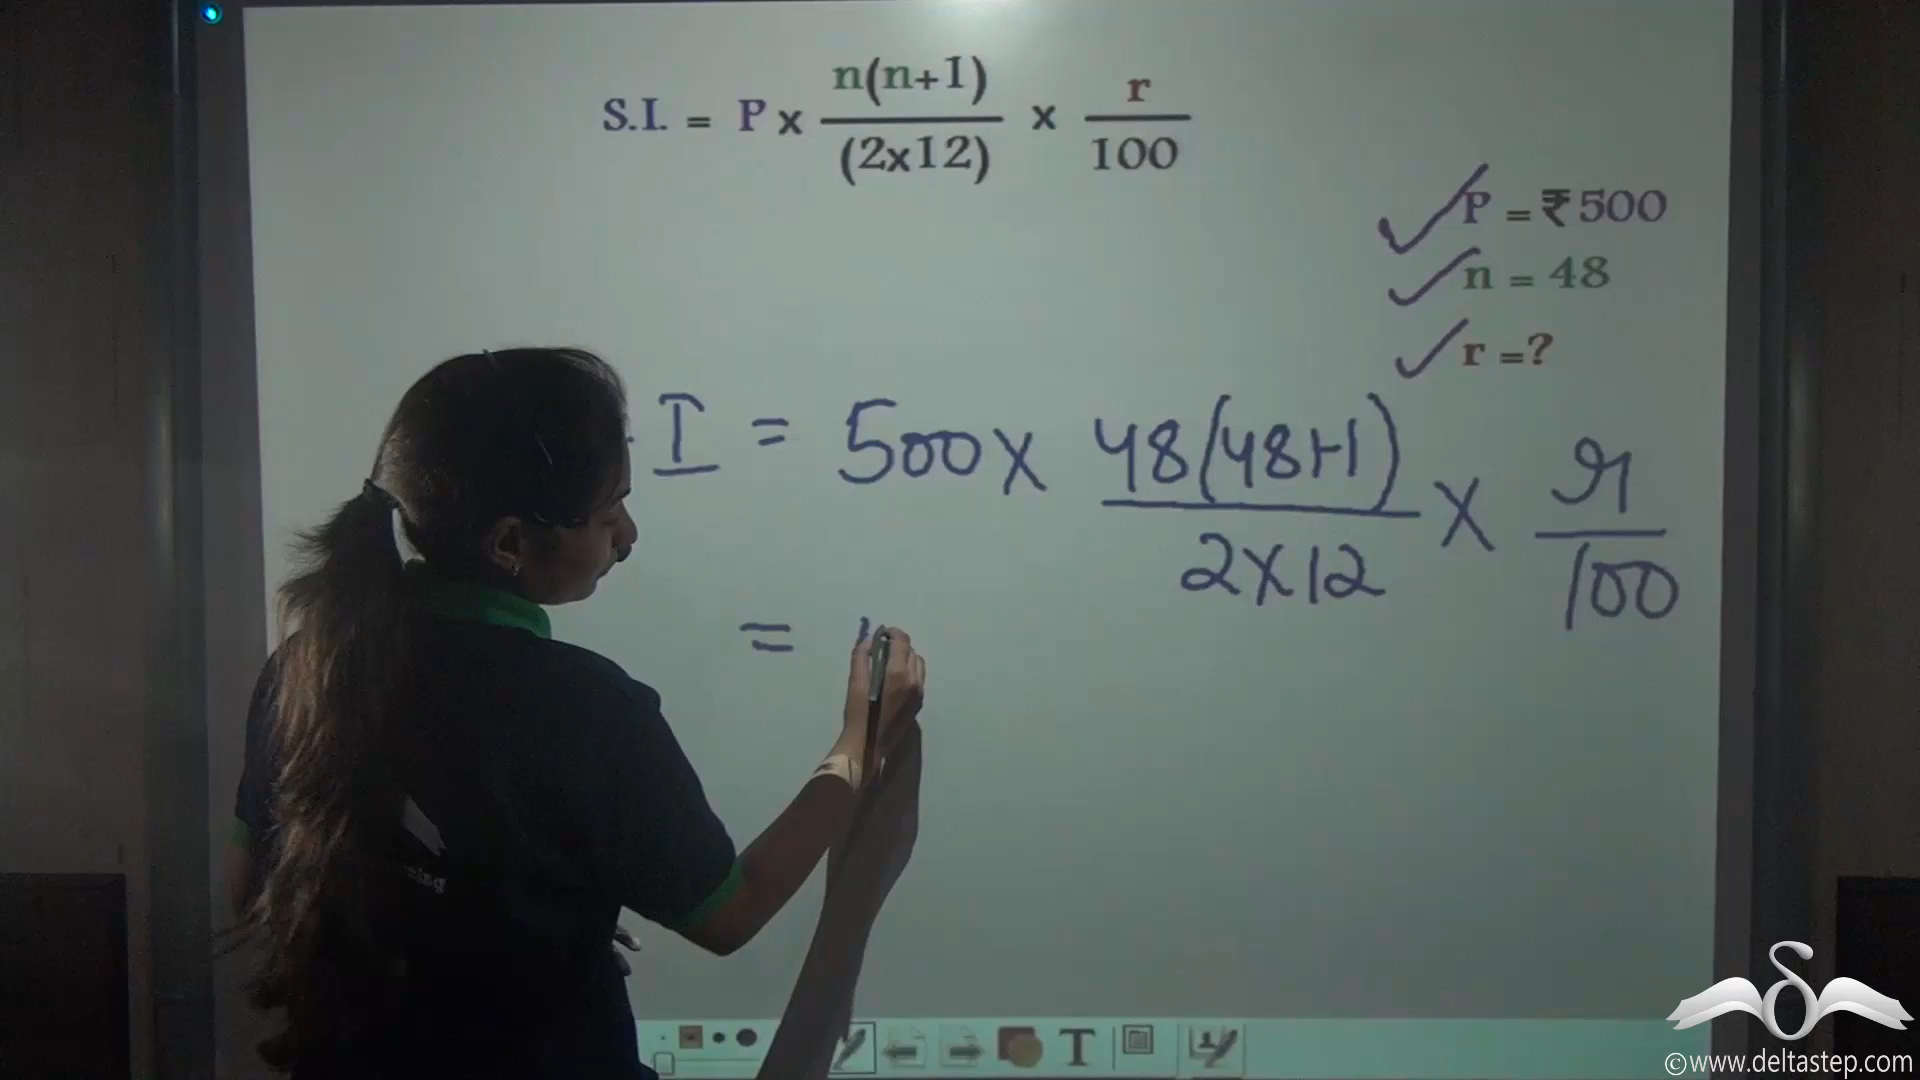 S.I. = P x n(n+1) / (2x12) x r / 100
P = ₹ 500
n = 48
r =?
. I = 500 x 48(48+1) / 2x12 x r / 100
=
T
©www.deltastep.com